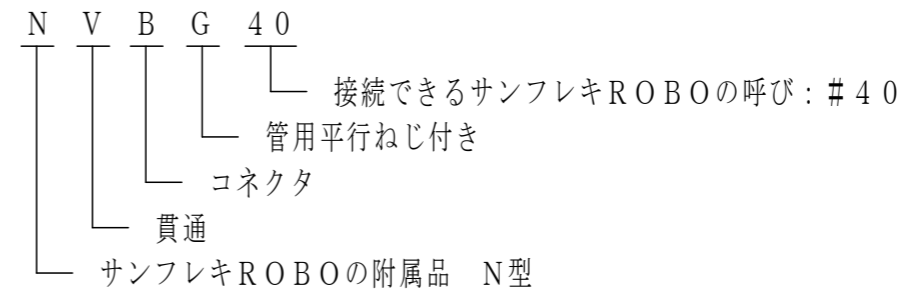 ＮＶＢＧ４０
接続できるサンフレキＲＯＢＯの呼び：＃４０
管用平行ねじ付き
コネクタ
貫通
サンフレキＲＯＢＯの附属品　Ｎ型